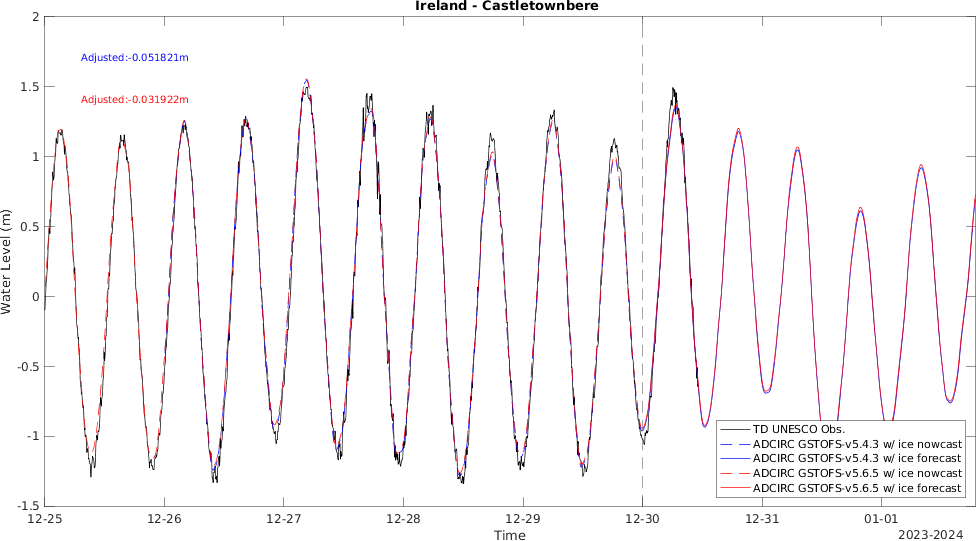 Ireland - Castletownbere
Adjusted:-0.051821m
Adjusted:-0.031922m
Water Level (m)
2
1.5
1
0.5
0
-0.5
-1
-1.5
TD UNESCO Obs.
ADCIRC GSTOFS-v5.4.3 w/ ice nowcast
ADCIRC GSTOFS-v5.4.3 w/ ice forecast
ADCIRC GSTOFS-v5.6.5 w/ ice nowcast
ADCIRC GSTOFS-v5.6.5 w/ ice forecast
12-25 12-26 12-27 12-28 12-29 12-30 12-31 01-01
Time
2023-2024